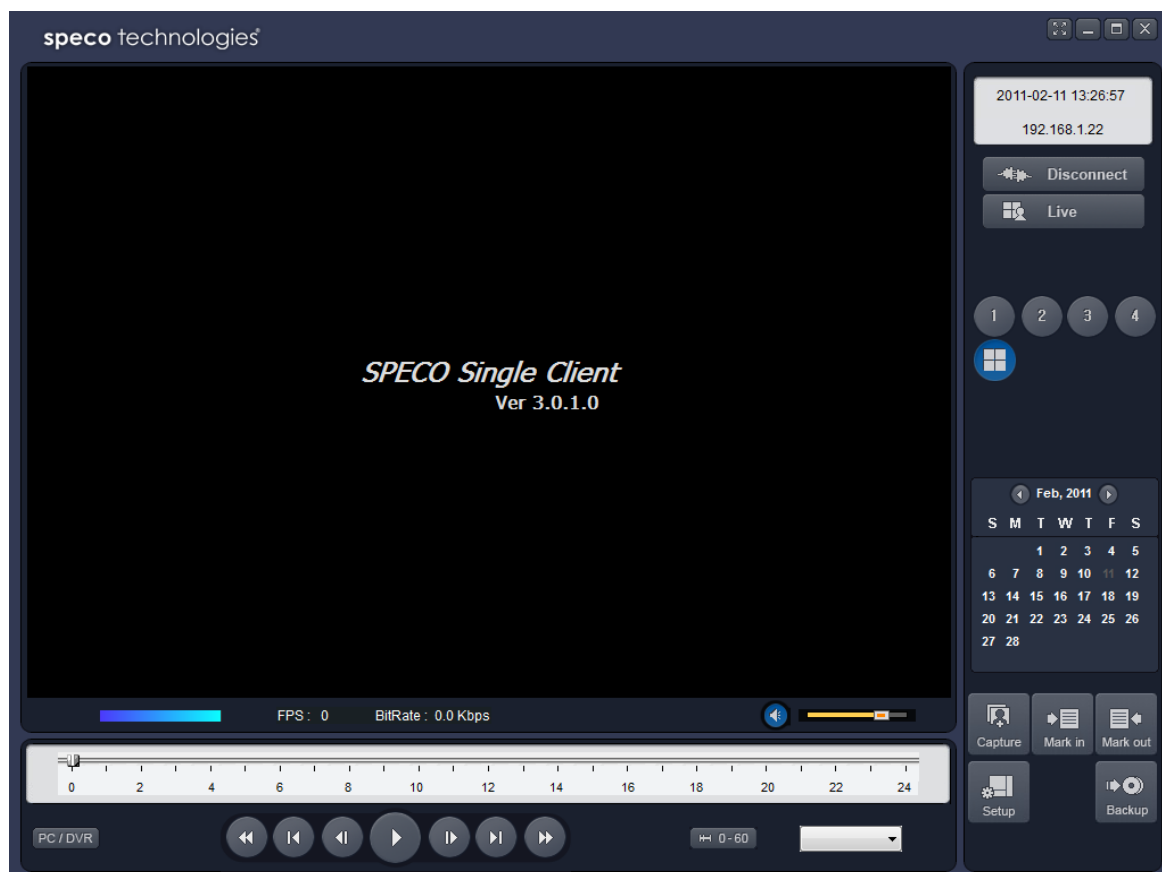 speco technologies®
2011-02-11 13:26:57
192.168.1.22
Disconnect
Live
1 2 3 4
SPECO Single Client
Ver 3.0.1.0
Feb, 2011
S M T W T F S
1 2 3 4 5
6 7 8 9 10 11 12
13 14 15 16 17 18 19
20 21 22 23 24 25 26
27 28
FPS : 0 BitRate : 0.0 Kbps
Capture Mark in Mark out
Setup Backup
0 2 4 6 8 10 12 14 16 18 20 22 24
PC / DVR 0-60